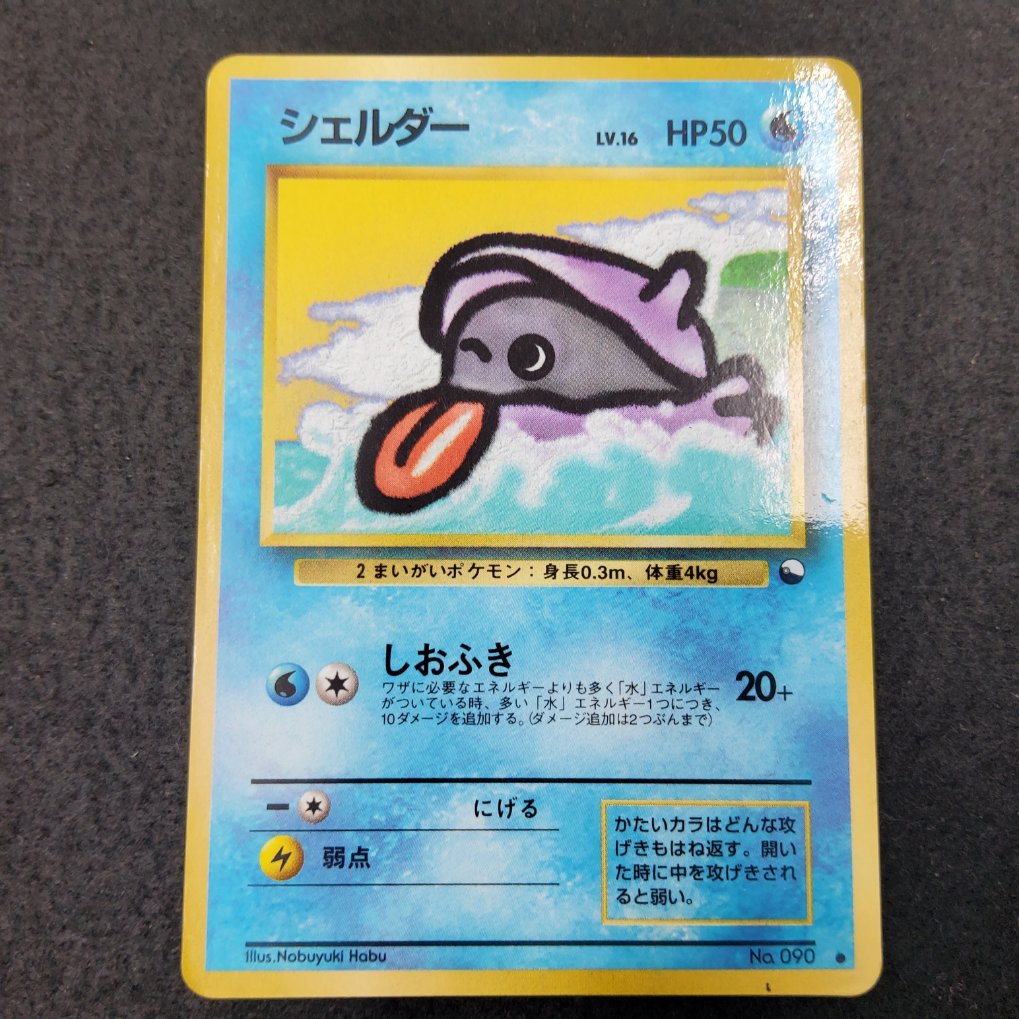 シェルダー LV.16 HP50
2まいがいポケモン：身長0.3m、体重4kg
しおふき
ワザに必要なエネルギーよりも多く「水」エネルギー
がついている時、多い「水」エネルギー1つにつき、
10ダメージを追加する。(ダメージ追加は2つぶんまで)
20+
にげる
弱点
かたいカラはどんな攻
げきもはね返す。開い
た時に中を攻げきされ
ると弱い。
Illus.Nobuyuki Habu
No. 090